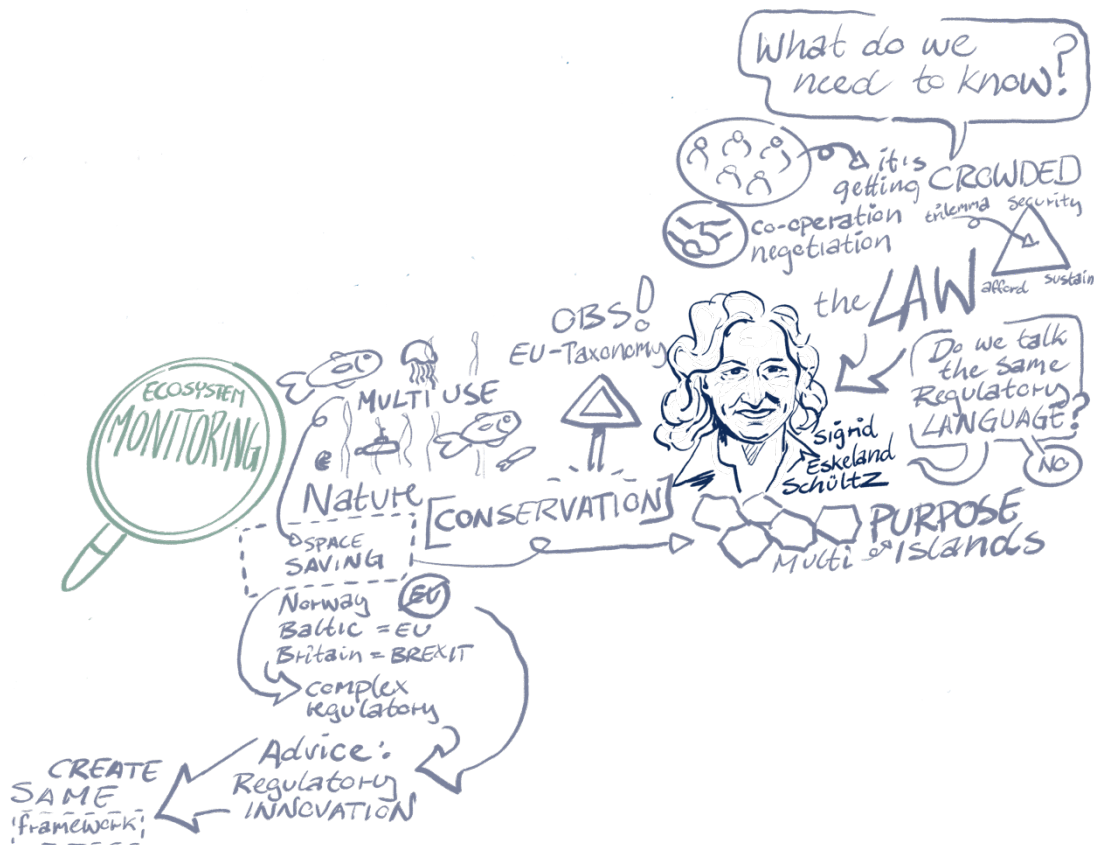 What do we
need to know?
it's
getting CROWDED
co-operation
negotiation
trilemma
security
afford
sustain
the LAW
Do we talk
the same
Regulatory
LANGUAGE?
NO
OBS!
EU-Taxonomy
Sigrid
Eskeland
Schültz
ECOSYSTEM
MONITORING
MULTI USE
Nature
[CONSERVATION]
SPACE
SAVING
PURPOSE
Multi Islands
Norway EU
Baltic = EU
Britain = BREXIT
complex
regulatory
Advice:
Regulatory
INNOVATION
CREATE
SAME
framework